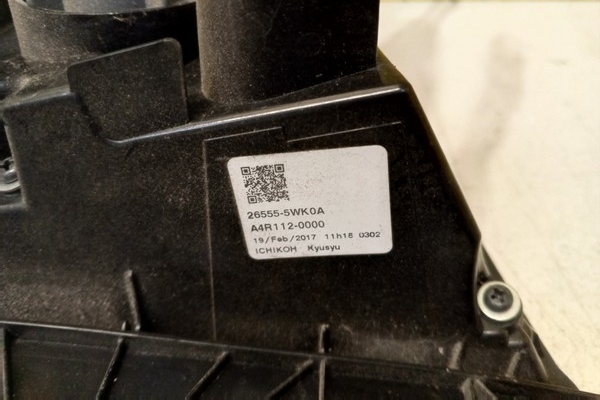 26555-5WK0A
A4R112-0000
19/Feb/2017 11h18 0302
ICHIKOH Kyusyu